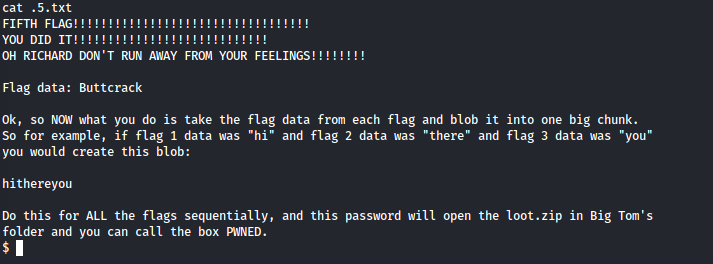 cat .5.txt
FIFTH FLAG!!!!!!!!!!!!!!!!!!!!!!!!!!!!!!!!!!
YOU DID IT!!!!!!!!!!!!!!!!!!!!!!!!!!!!
OH RICHARD DON'T RUN AWAY FROM YOUR FEELINGS!!!!!!!!
Flag data: Buttcrack
Ok, so NOW what you do is take the flag data from each flag and blob it into one big chunk.
So for example, if flag 1 data was "hi" and flag 2 data was "there" and flag 3 data was "you"
you would create this blob:
hithereyou
Do this for ALL the flags sequentially, and this password will open the loot.zip in Big Tom's
folder and you can call the box PWNED.
$